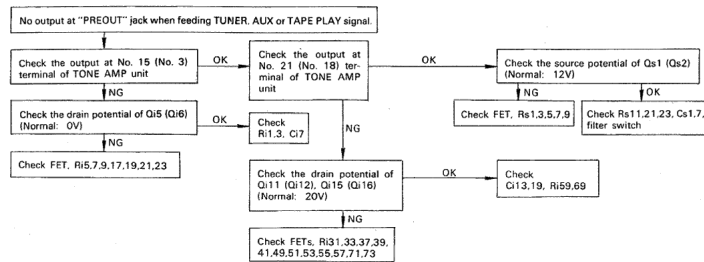 No output at "PREOUT" jack when feeding TUNER, AUX or TAPE PLAY signal.
Check the output at
No. 15 (No. 3)
terminal of TONE AMP unit
OK
Check the output at
No. 21 (No. 18) ter-
minal of TONE AMP
unit
OK
Check the source potential of Qs1 (Qs2)
(Normal: 12V)
NG
Check the drain potential of Qi5 (Qi6)
(Normal: 0V)
OK
Check
Ri1,3, Ci7
NG
Check FET, Ri5,7,9,17,19,21,23
NG
Check FET, Rs1,3,5,7,9
OK
Check Rs11,21,23, Cs1,7,
filter switch
NG
Check the drain potential of
Qi11 (Qi12), Qi15 (Qi16)
(Normal: 20V)
OK
Check
Ci13,19, Ri59,69
NG
Check FETs, Ri31,33,37,39,
41,49,51,53,55,57,71,73